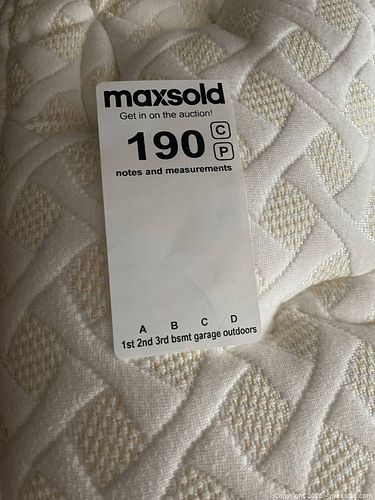 maxsold
Get in on the auction!
190 C
P
notes and measurements
A B C D
1st 2nd 3rd bsmt garage outdoors
Copyright 2025 - maxsold.com